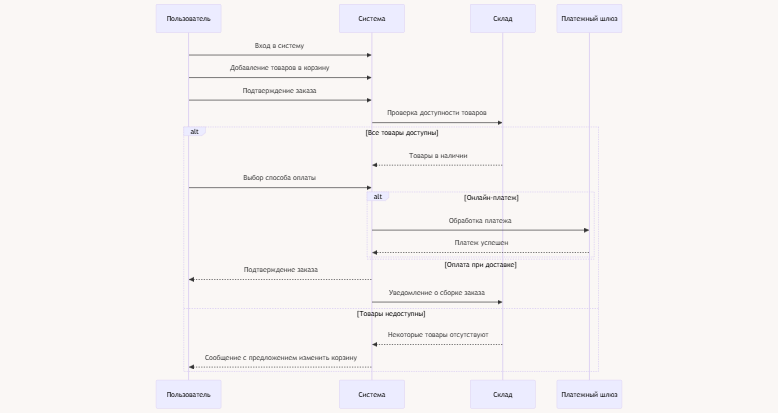 Пользователь
Система
Склад
Платежный шлюз
Вход в систему
Добавление товаров в корзину
Подтверждение заказа
Проверка доступности товаров
alt
[Все товары доступны]
Товары в наличии
Выбор способа оплаты
alt
[Онлайн-платеж]
Обработка платежа
Платеж успешен
[Оплата при доставке]
Подтверждение заказа
Уведомление о сборке заказа
[Товары недоступны]
Некоторые товары отсутствуют
Сообщение с предложением изменить корзину
Пользователь
Система
Склад
Платежный шлюз